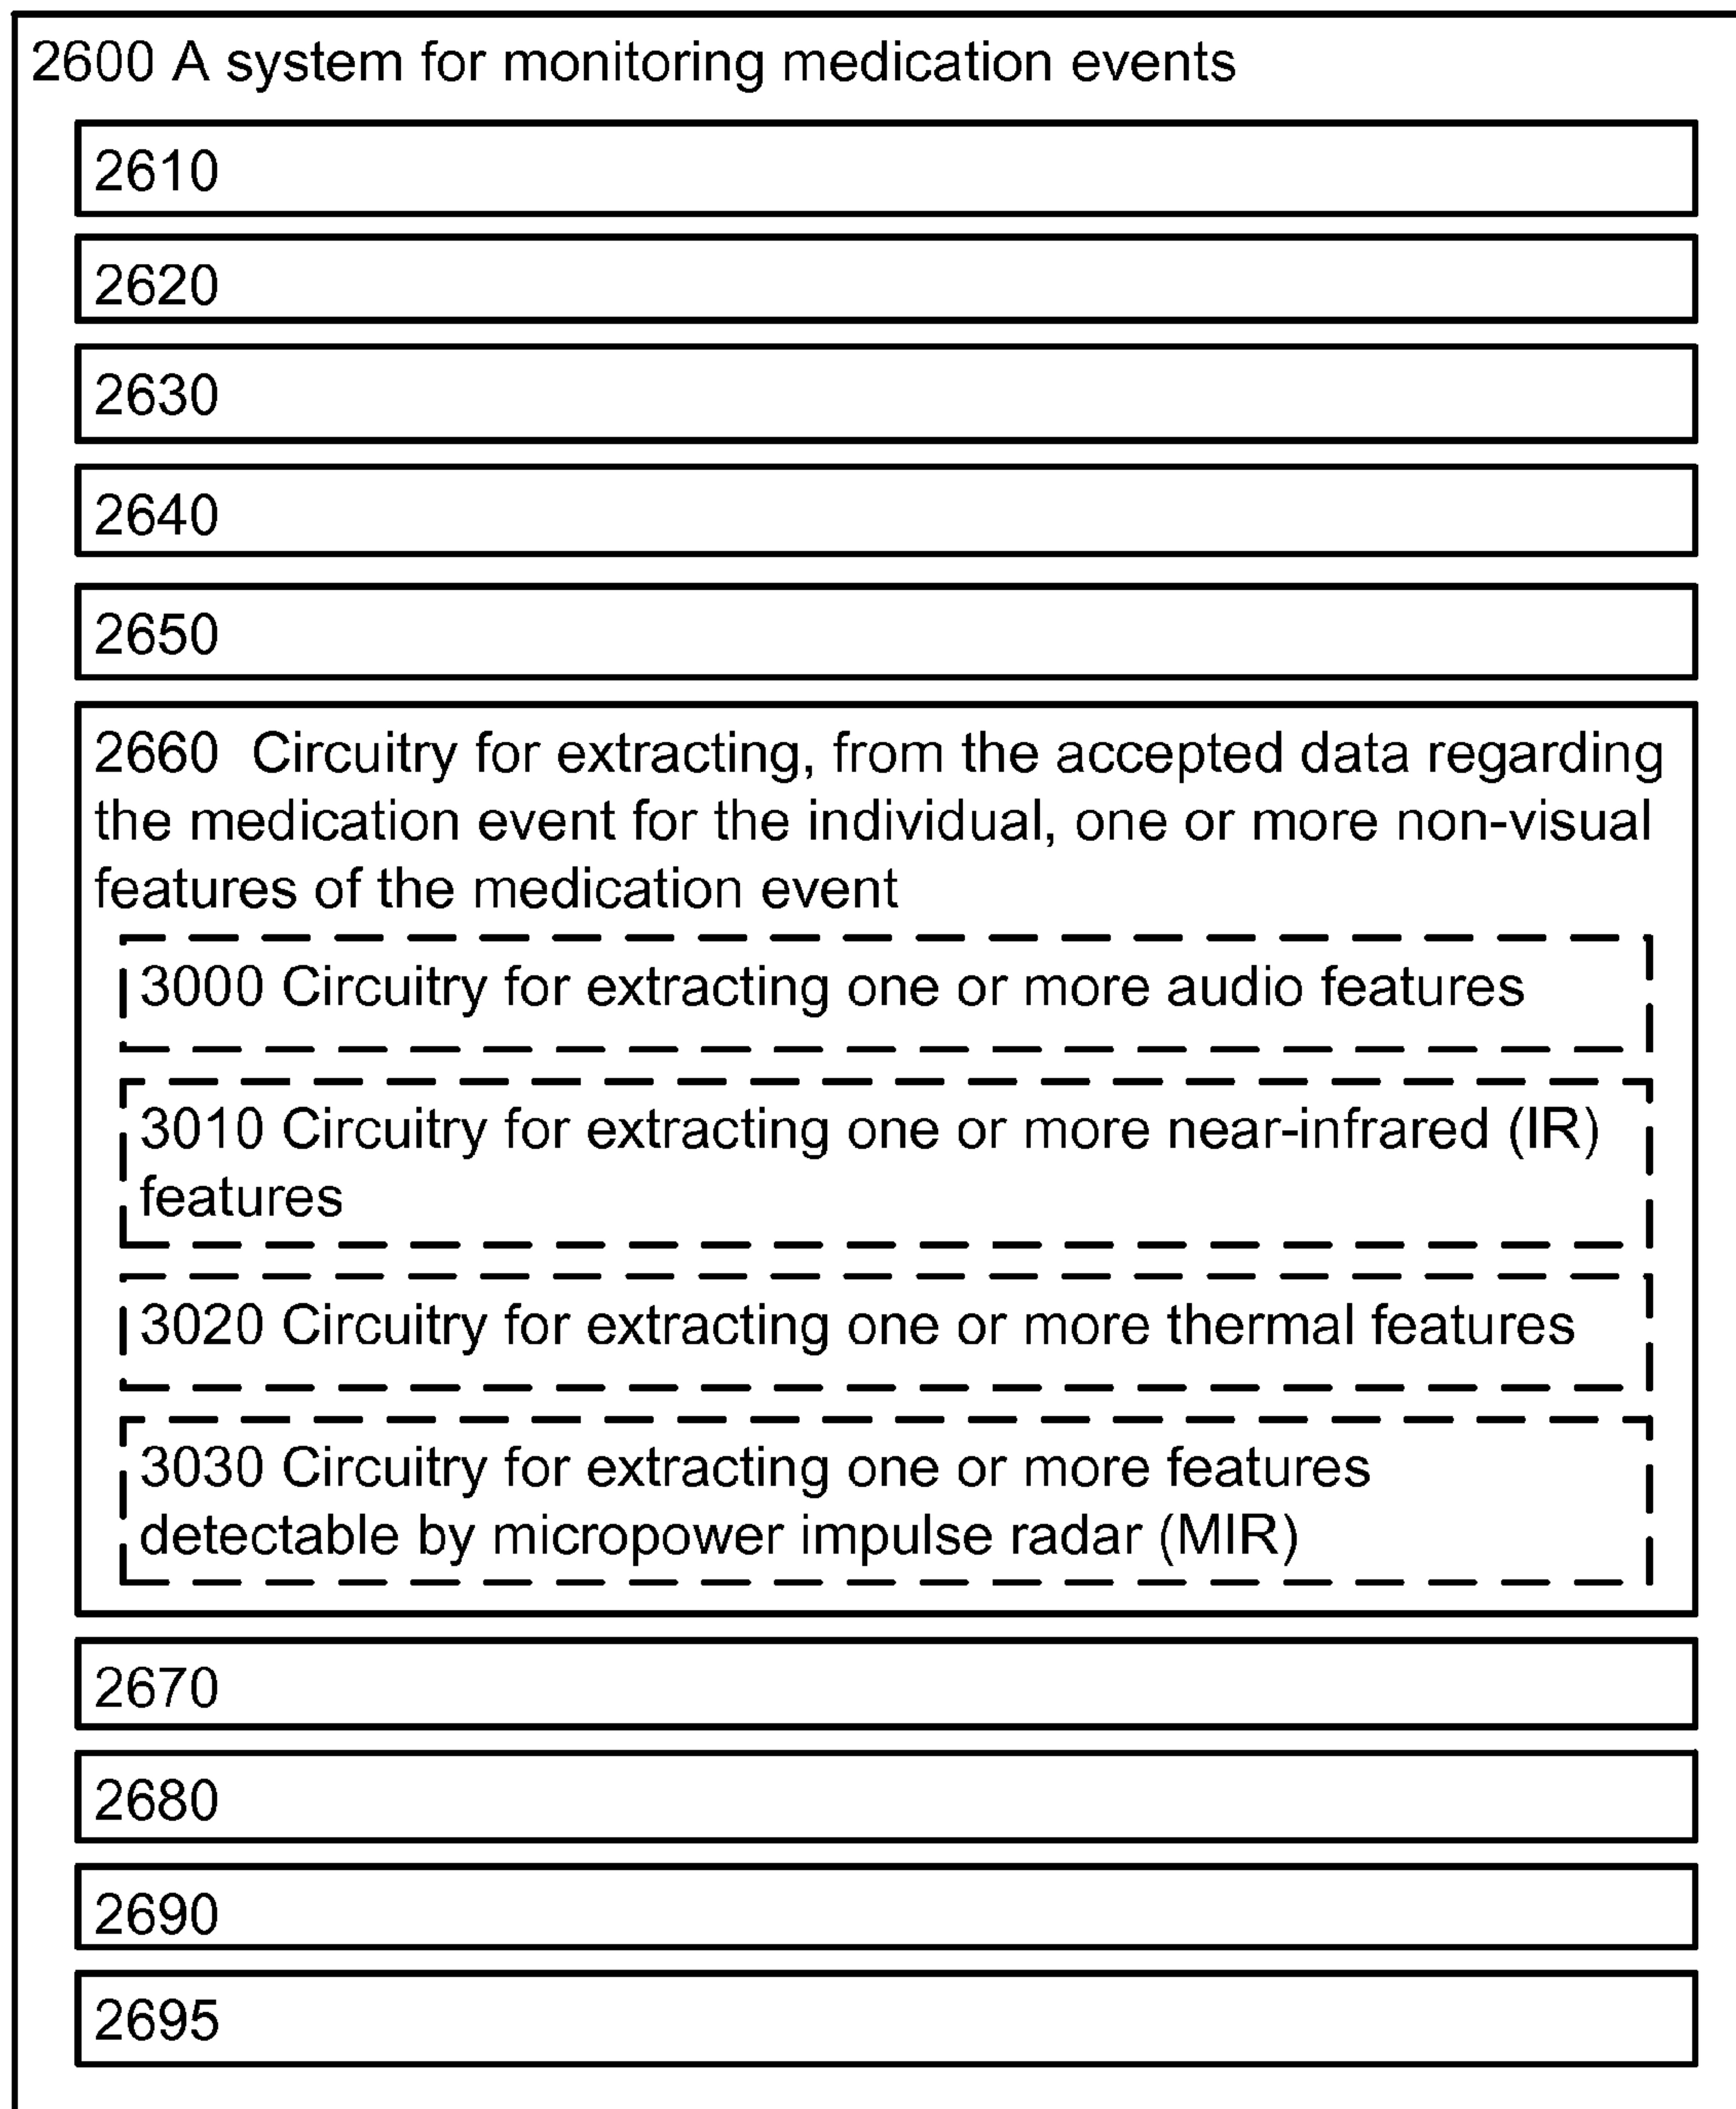 2600 A system for monitoring medication events
2610
2620
2630
2640
2650
2660 Circuitry for extracting, from the accepted data regarding
the medication event for the individual, one or more non-visual
features of the medication event
3000 Circuitry for extracting one or more audio features
3010 Circuitry for extracting one or more near-infrared (IR)
features
3020 Circuitry for extracting one or more thermal features
3030 Circuitry for extracting one or more features
detectable by micropower impulse radar (MIR)
2670
2680
2690
2695